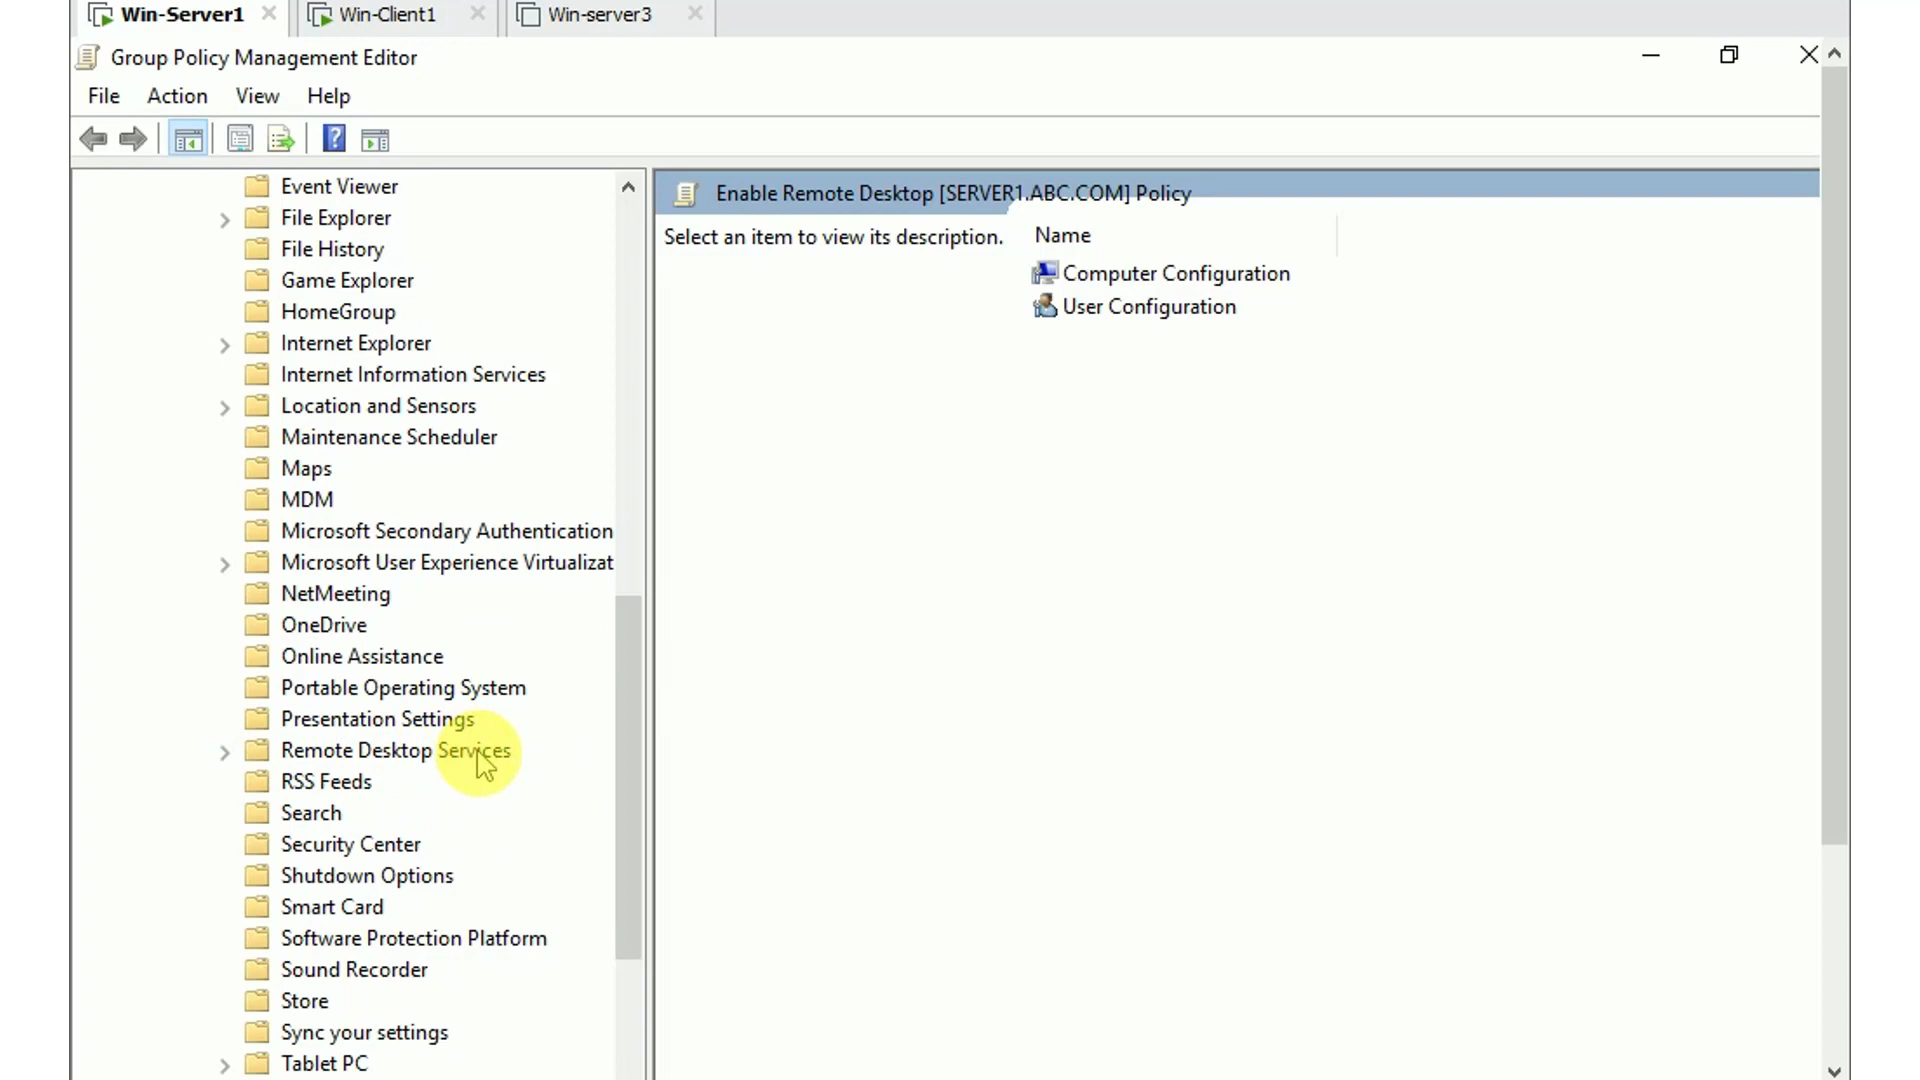 Win-Server1
Win-Client1
Win-server3
Group Policy Management Editor
File Action View Help
Event Viewer
File Explorer
File History
Game Explorer
HomeGroup
Internet Explorer
Internet Information Services
Location and Sensors
Maintenance Scheduler
Maps
MDM
Microsoft Secondary Authentication
Microsoft User Experience Virtualizat
NetMeeting
OneDrive
Online Assistance
Portable Operating System
Presentation Settings
Remote Desktop Services
RSS Feeds
Search
Security Center
Shutdown Options
Smart Card
Software Protection Platform
Sound Recorder
Store
Sync your settings
Tablet PC
Enable Remote Desktop [SERVER1.ABC.COM] Policy
Select an item to view its description.
Name
Computer Configuration
User Configuration